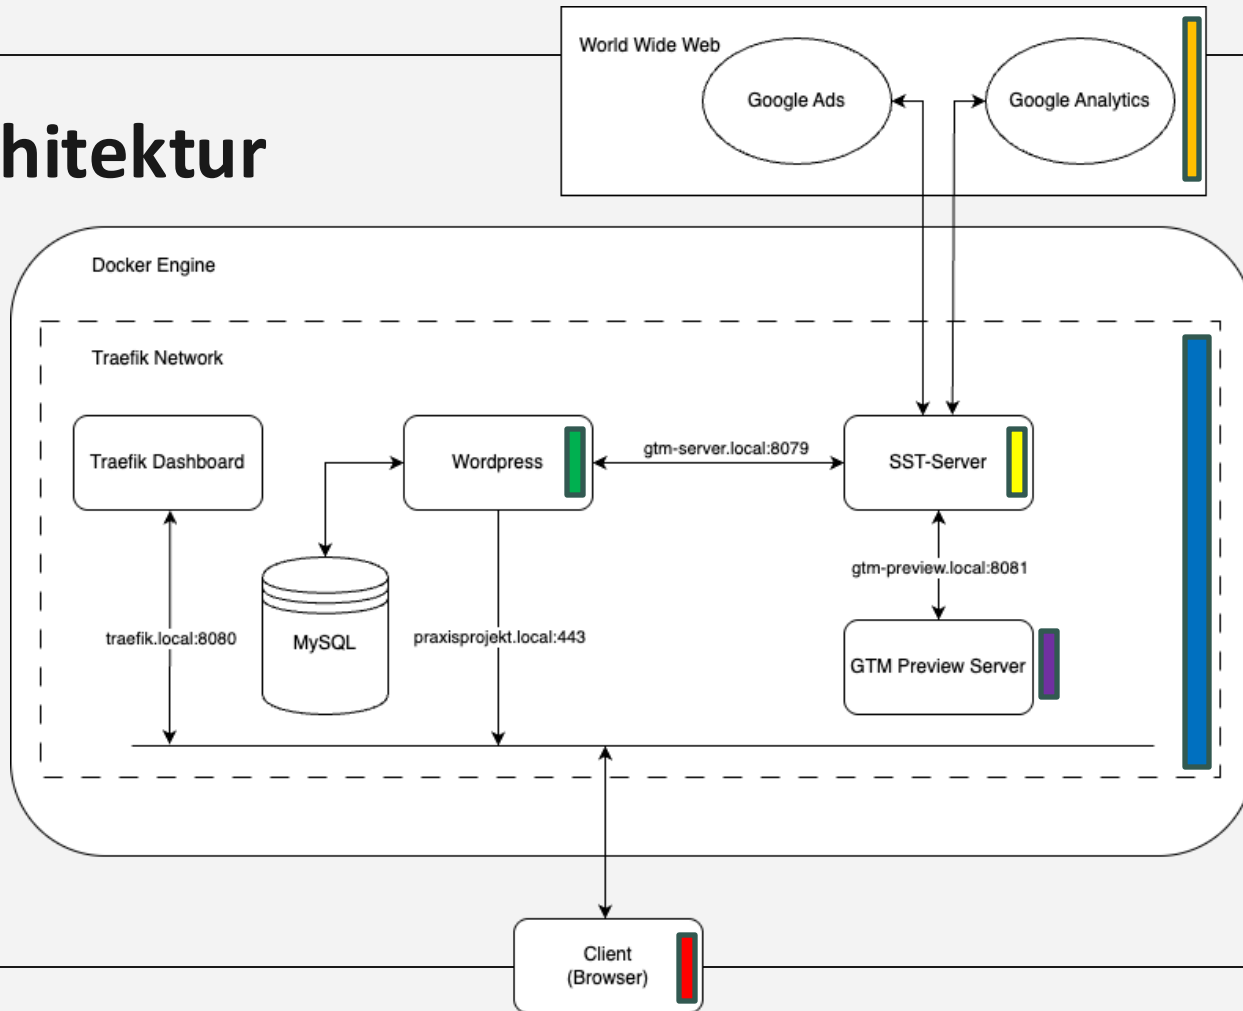 World Wide Web
Google Ads
Google Analytics
hitektur
Docker Engine
Traefik Network
Traefik Dashboard
Wordpress
gtm-server.local:8079
SST-Server
gtm-preview.local:8081
traefik.local:8080
MySQL
praxisprojekt.local:443
GTM Preview Server
Client
(Browser)